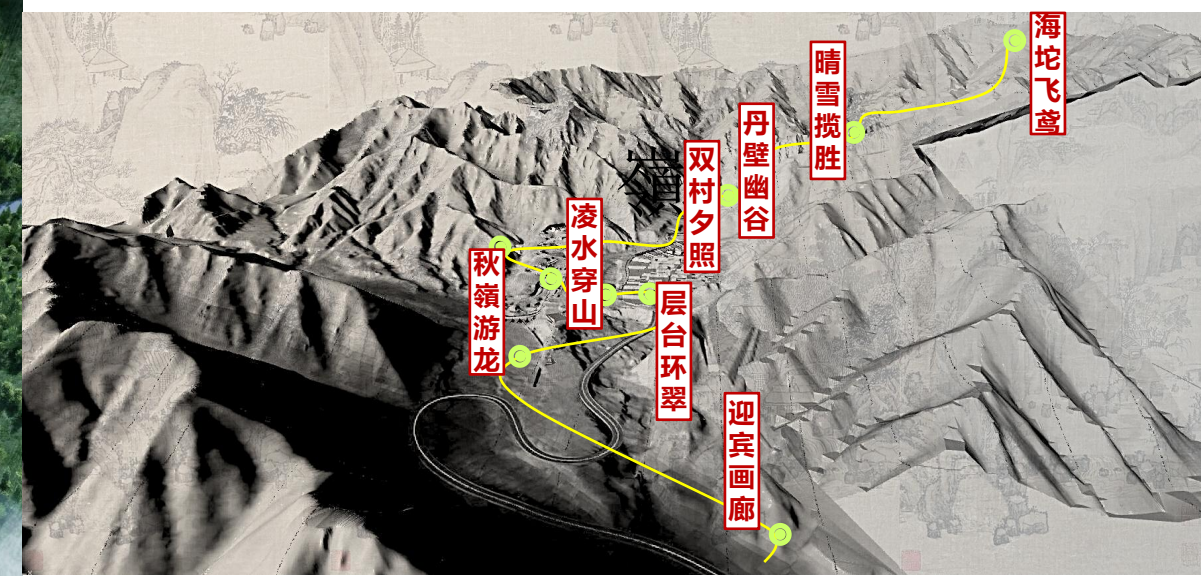 海坨飞鸢
晴雪揽胜
丹壁幽谷
双村夕照
凌水穿山
秋嶺游龙
层台环翠
迎宾画廊